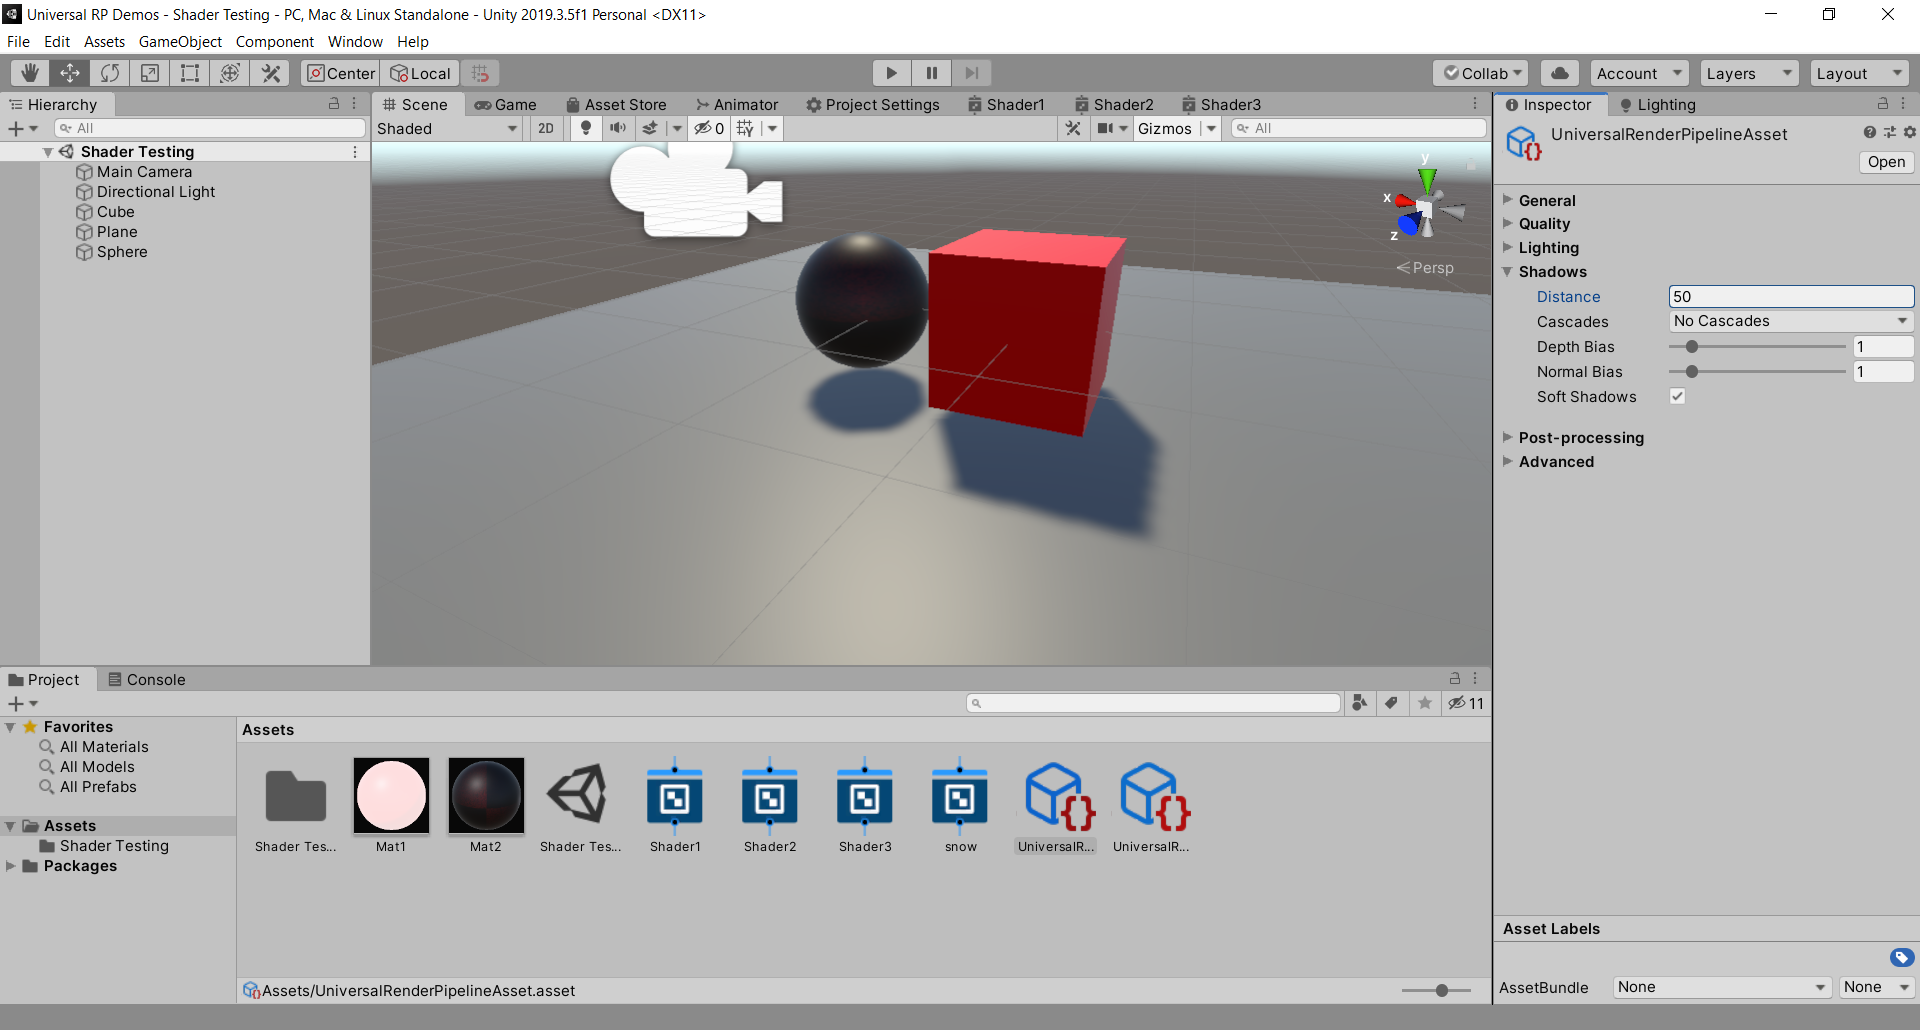 Universal RP Demos - Shader Testing - PC, Mac & Linux Standalone - Unity 2019.3.5f1 Personal <DX11>
File Edit Assets GameObject Component Window Help
Center Local Collab Account Layers Layout
Hierarchy
All
Shader Testing
Main Camera
Directional Light
Cube
Plane
Sphere
Scene Game Asset Store Animator Project Settings Shader1 Shader2 Shader3
Shaded 2D 0 Gizmos All
y
x
z
Persp
Inspector Lighting
UniversalRenderPipelineAsset
Open
General
Quality
Lighting
Shadows
Distance 50
Cascades No Cascades
Depth Bias 1
Normal Bias 1
Soft Shadows
Post-processing
Advanced
Project Console
11
Favorites
All Materials
All Models
All Prefabs
Assets
Shader Testing
Packages
Assets
Shader Tes... Mat1 Mat2 Shader Tes... Shader1 Shader2 Shader3 snow UniversalR... UniversalR...
Assets/UniversalRenderPipelineAsset.asset
Asset Labels
AssetBundle None None